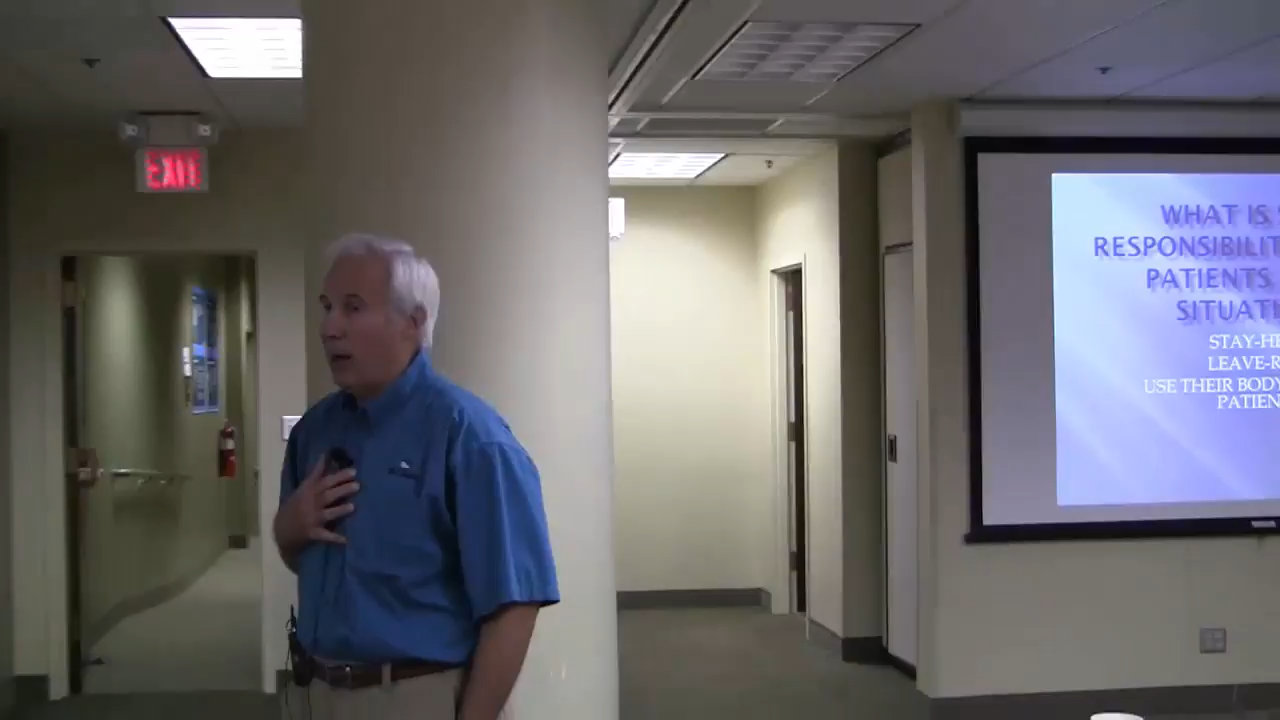 EXIT
WHAT IS
RESPONSIBILIT
PATIENTS
SITUATI
STAY-HE
LEAVE-R
USE THEIR BODY
PATIEN